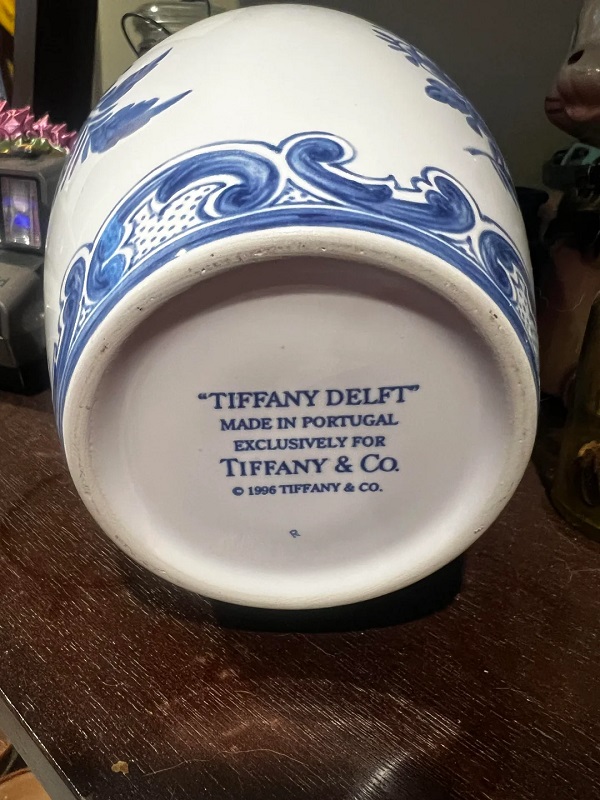 “TIFFANY DELFT”
MADE IN PORTUGAL
EXCLUSIVELY FOR
TIFFANY & CO.
© 1996 TIFFANY & CO.
R